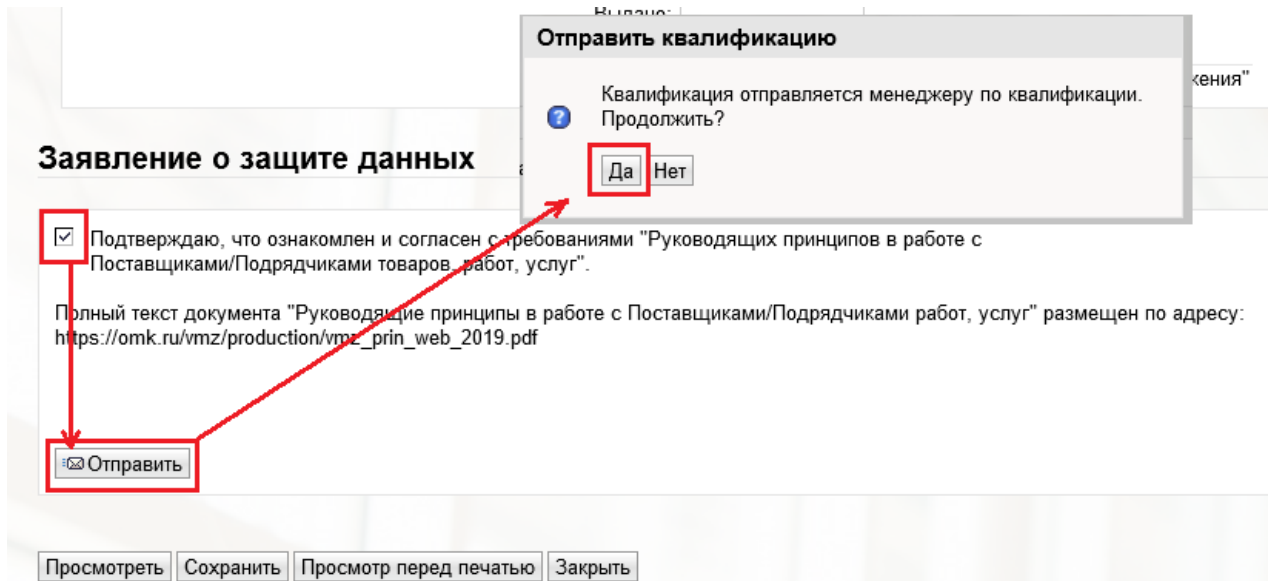 Выдано:
Отправить квалификацию
Квалификация отправляется менеджеру по квалификации.
Продолжить?
Да Нет
Заявление о защите данных
Подтверждаю, что ознакомлен и согласен с требованиями "Руководящих принципов в работе с
Поставщиками/Подрядчиками товаров, работ, услуг".
Полный текст документа "Руководящие принципы в работе с Поставщиками/Подрядчиками работ, услуг" размещен по адресу:
https://omk.ru/vmz/production/vmz_prin_web_2019.pdf
Отправить
Просмотреть Сохранить Просмотр перед печатью Закрыть